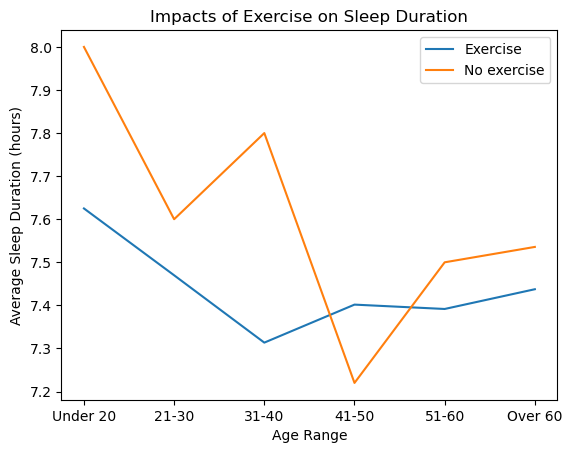 Impacts of Exercise on Sleep Duration
Exercise
No exercise
Average Sleep Duration (hours)
8.0
7.9
7.8
7.7
7.6
7.5
7.4
7.3
7.2
Under 20 21-30 31-40 41-50 51-60 Over 60
Age Range